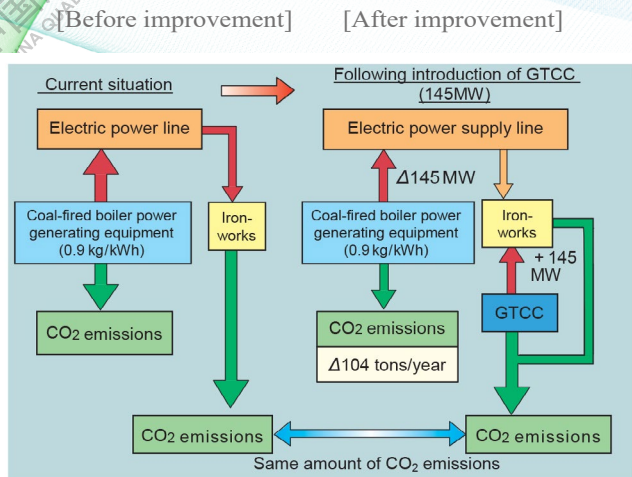 [Before improvement] [After improvement]
Current situation
Following introduction of GTCC
(145MW)
Electric power line
Electric power supply line
Δ145 MW
Coal-fired boiler power
generating equipment
(0.9 kg/kWh)
Iron-
works
Coal-fired boiler power
generating equipment
(0.9 kg/kWh)
Iron-
works
+ 145
MW
GTCC
CO2 emissions
CO2 emissions
Δ104 tons/year
CO2 emissions
CO2 emissions
Same amount of CO2 emissions